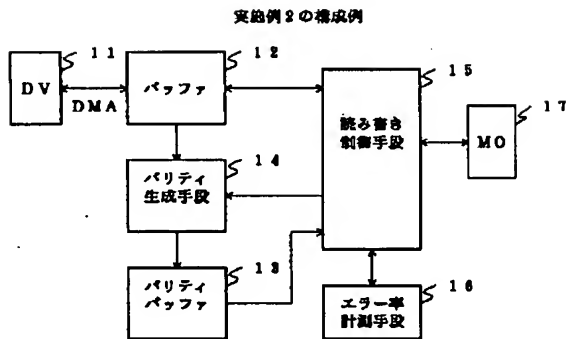 実施例2の構成例
11
12
15
17
DV
DMA
バッファ
読み書き
制御手段
MO
14
パリティ
生成手段
13
パリティ
バッファ
16
エラー率
計測手段